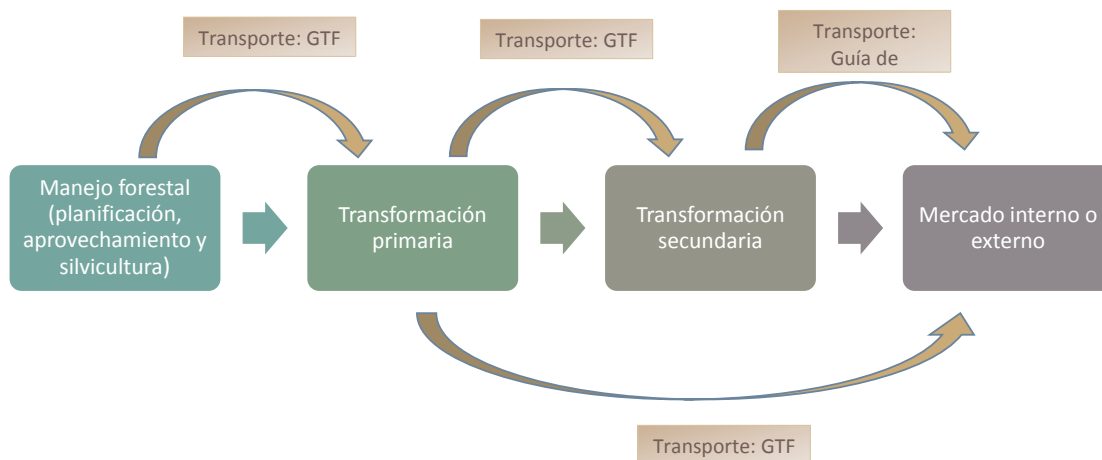 Transporte: GTF
Transporte: GTF
Transporte:
Guía de
Manejo forestal
(planificación,
aprovechamiento y
silvicultura)
Transformación
primaria
Transformación
secundaria
Mercado interno o
externo
Transporte: GTF